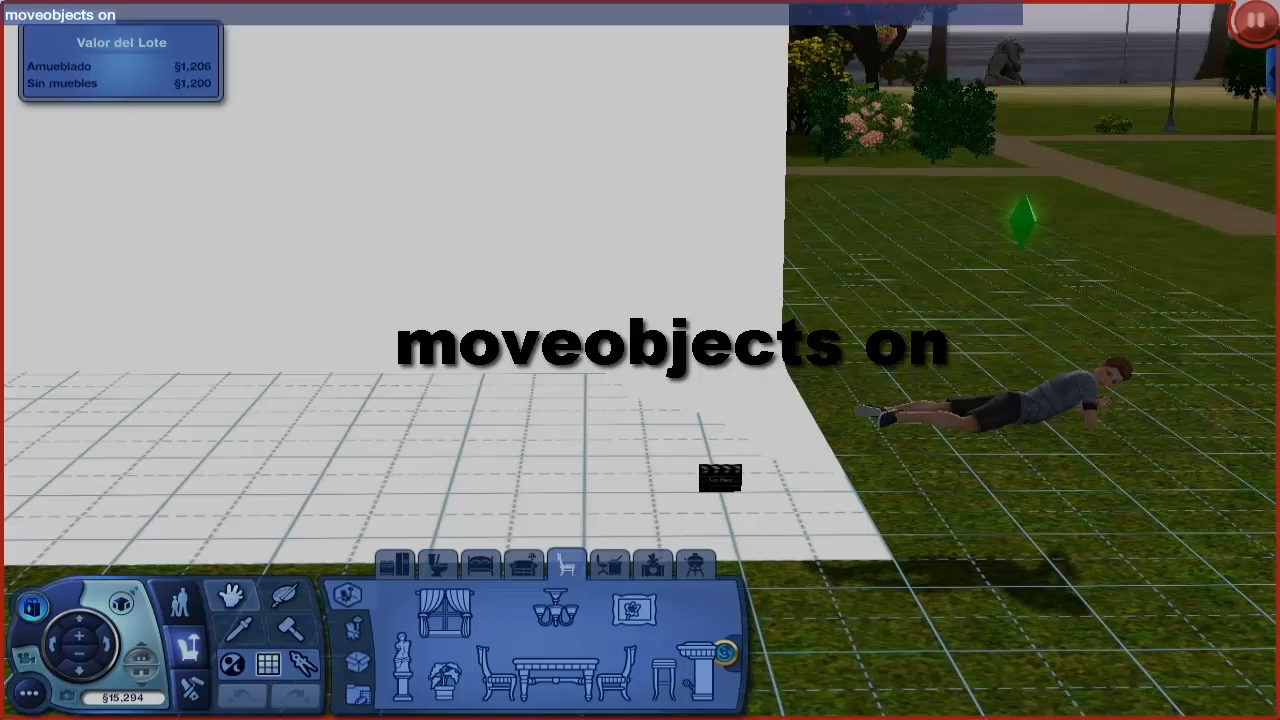 moveobjects on
Valor del Lote
Amueblado §1,206
Sin muebles §1,200
moveobjects on
§15,294